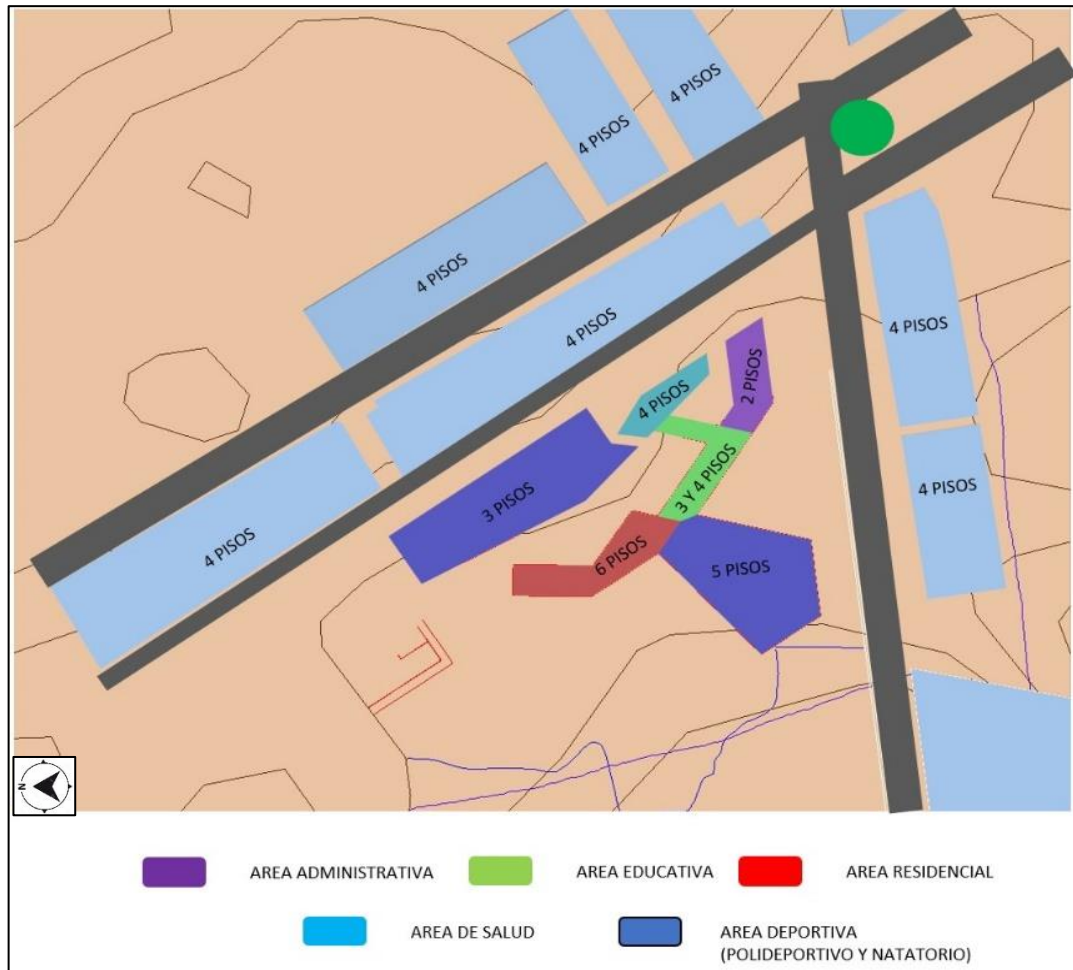 4 PISOS
4 PISOS
4 PISOS
4 PISOS
4 PISOS
4 PISOS
2 PISOS
4 PISOS
3 Y 4 PISOS
3 PISOS
4 PISOS
4 PISOS
6 PISOS
5 PISOS
N
AREA ADMINISTRATIVA
AREA EDUCATIVA
AREA RESIDENCIAL
AREA DE SALUD
AREA DEPORTIVA
(POLIDEPORTIVO Y NATATORIO)